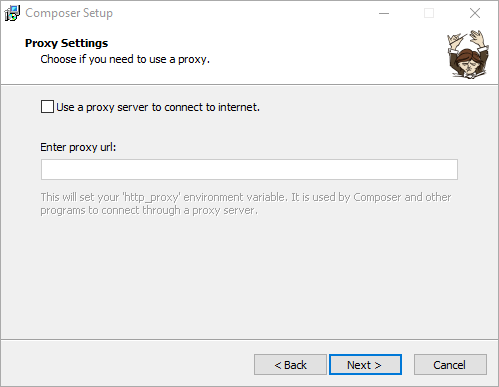 Composer Setup
Proxy Settings
Choose if you need to use a proxy.
Use a proxy server to connect to internet.
Enter proxy url:
This will set your 'http_proxy' environment variable. It is used by Composer and other
programs to connect through a proxy server.
< Back
Next >
Cancel